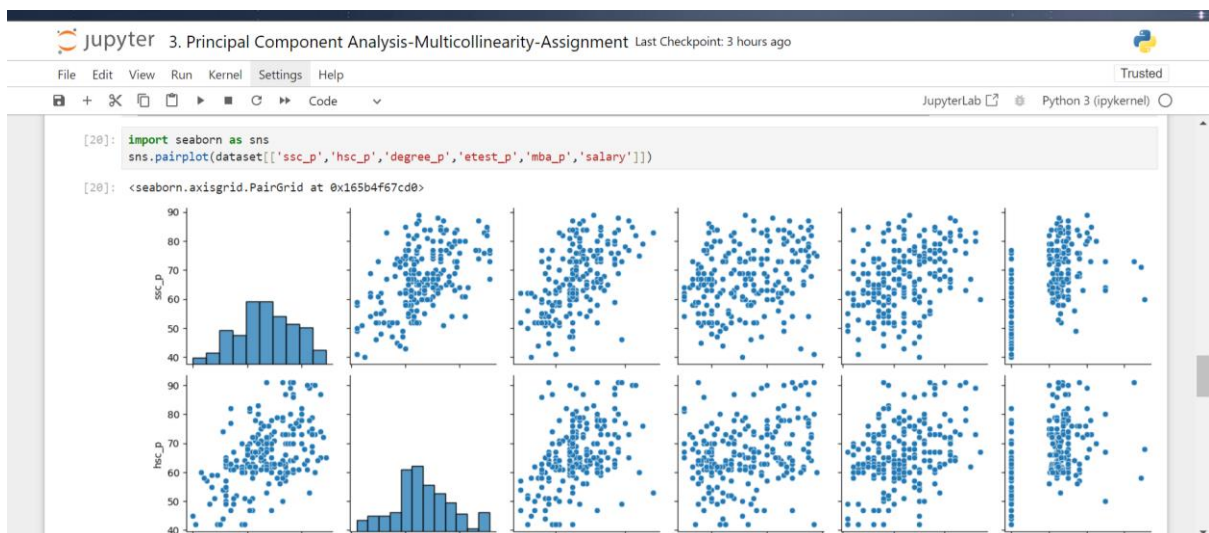 jupyter 3. Principal Component Analysis-Multicollinearity-Assignment Last Checkpoint: 3 hours ago
File Edit View Run Kernel Settings Help Trusted
Code JupyterLab Python 3 (ipykernel)
[20]: import seaborn as sns
sns.pairplot(dataset[['ssc_p','hsc_p','degree_p','etest_p','mba_p','salary']])
[20]: <seaborn.axisgrid.PairGrid at 0x165b4f67cd0>
90
80
70
ssc_p
60
50
40
90
80
70
hsc_p
60
50
40